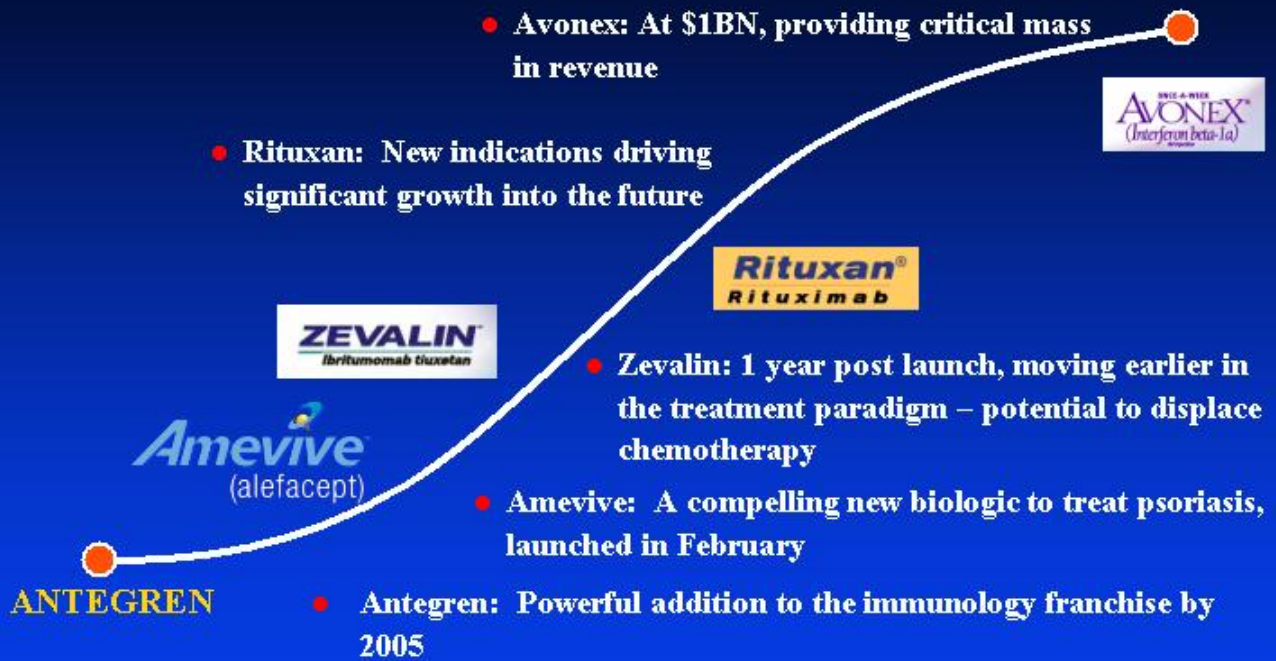 • Avonex: At $1BN, providing critical mass
in revenue
ONCE-A-WEEK
AVONEX®
(Interferon beta-1a)
• Rituxan: New indications driving
significant growth into the future
Rituxan®
Rituximab
ZEVALIN™
Ibritumomab tiuxetan
• Zevalin: 1 year post launch, moving earlier in
the treatment paradigm – potential to displace
chemotherapy
Amevive™
(alefacept)
• Amevive: A compelling new biologic to treat psoriasis,
launched in February
ANTEGREN
• Antegren: Powerful addition to the immunology franchise by
2005